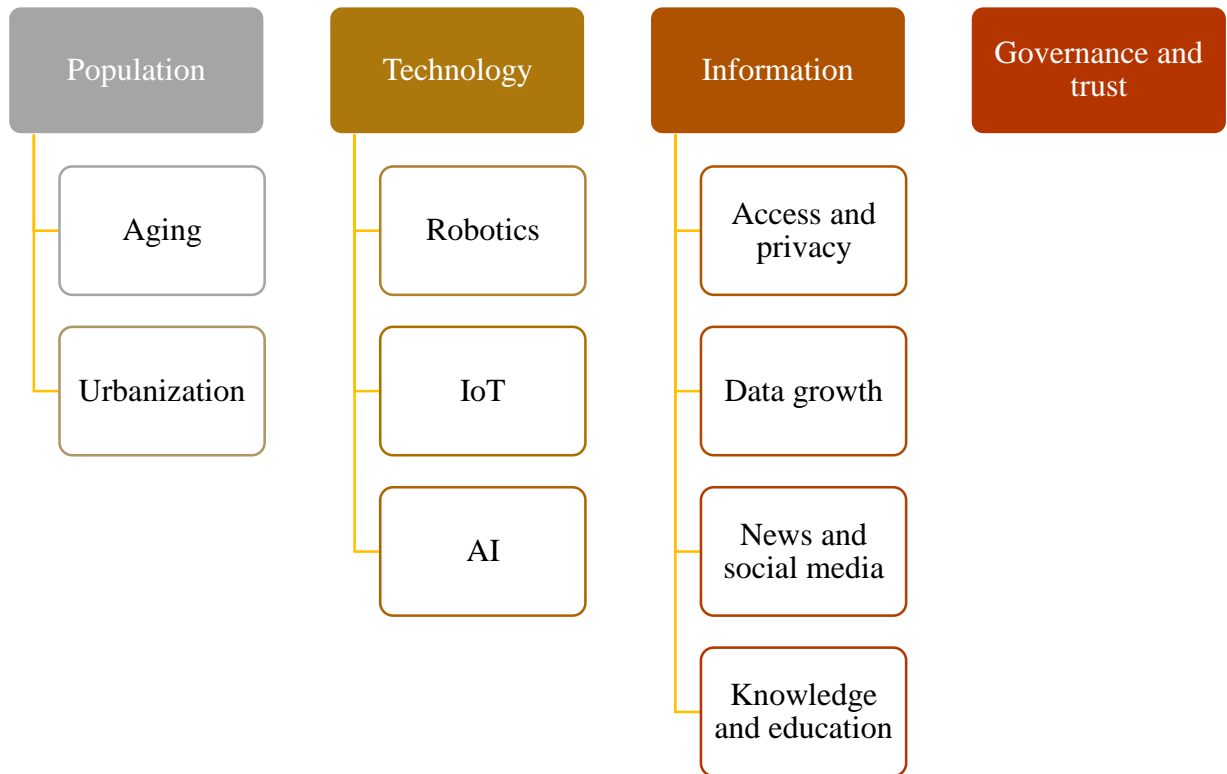 Population
Aging
Urbanization
Technology
Robotics
IoT
AI
Information
Access and
privacy
Data growth
News and
social media
Knowledge
and education
Governance and
trust